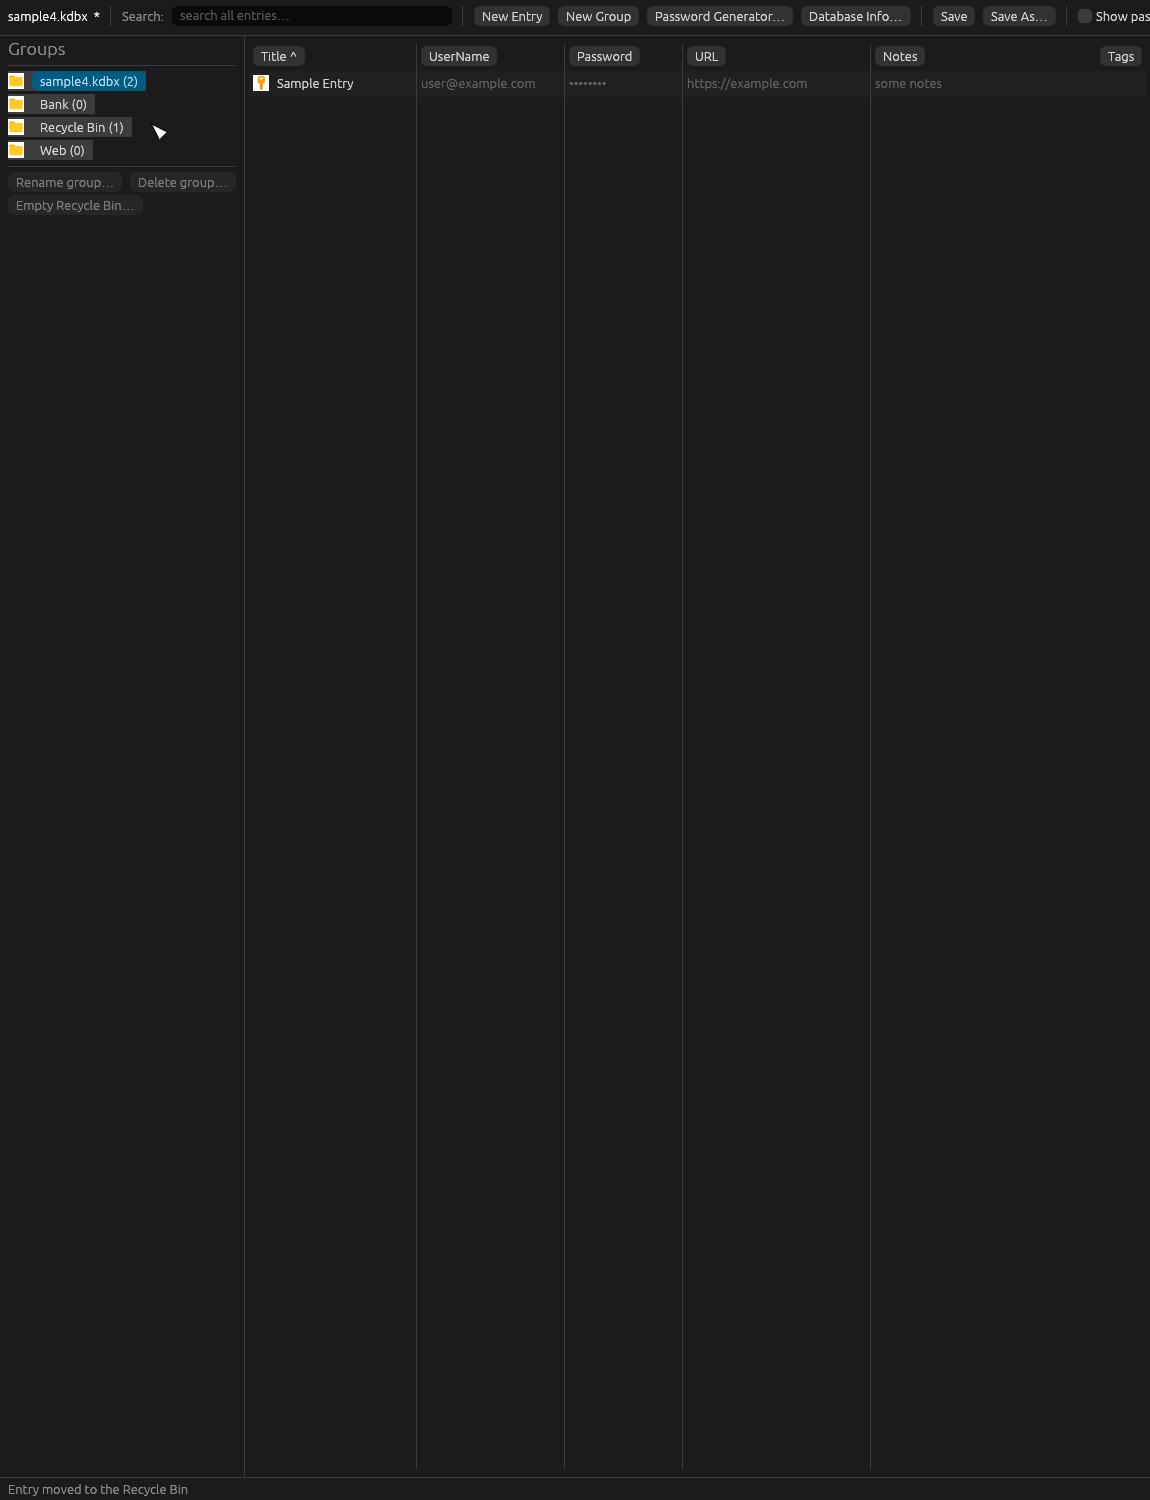 sample4.kdbx * Search: search all entries… New Entry New Group Password Generator… Database Info… Save Save As… Show pas
Groups
Title ^ UserName Password URL Notes Tags
sample4.kdbx (2)
Sample Entry user@example.com •••••••• https://example.com some notes
Bank (0)
Recycle Bin (1)
Web (0)
Rename group… Delete group…
Empty Recycle Bin…
Entry moved to the Recycle Bin